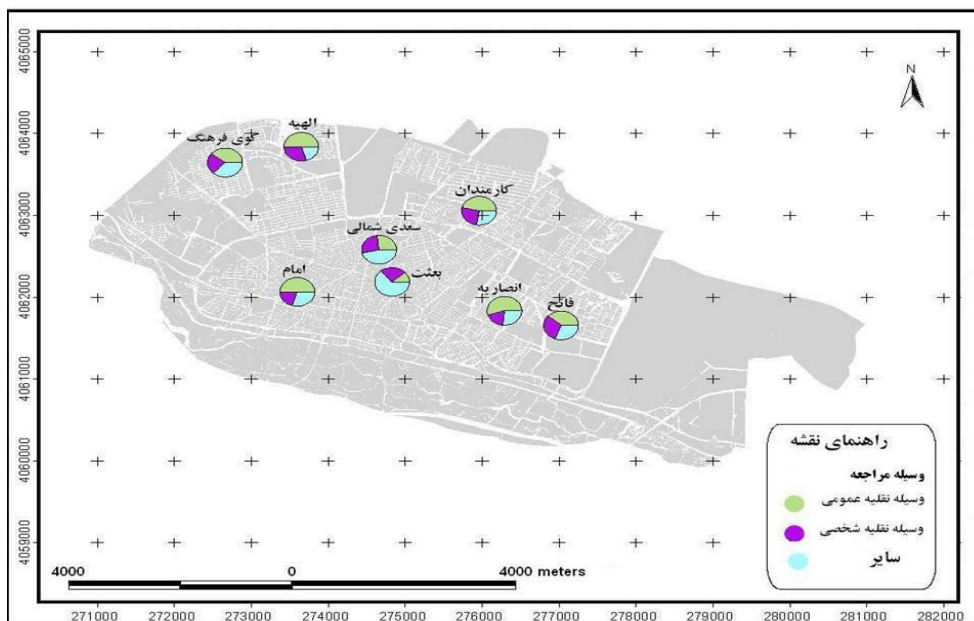 N
الهیه
کوی فرهنگ
کارمندان
سعدی شمالی
بعثت
امام
انصاریه
فاتح
راهنمای نقشه
وسیله مراجعه
وسیله نقلیه عمومی
وسیله نقلیه شخصی
سایر
4065000
4064000
4063000
4062000
4061000
4060000
4059000
4000 0 4000 meters
271000 272000 273000 274000 275000 276000 277000 278000 279000 280000 281000 282000